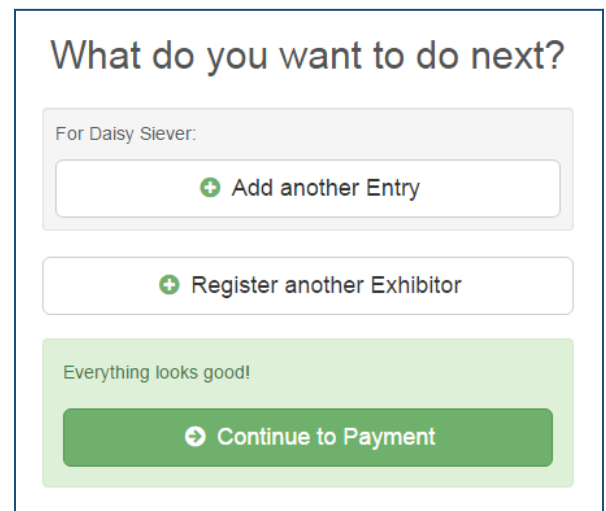 What do you want to do next?
For Daisy Siever:
Add another Entry
Register another Exhibitor
Everything looks good!
Continue to Payment